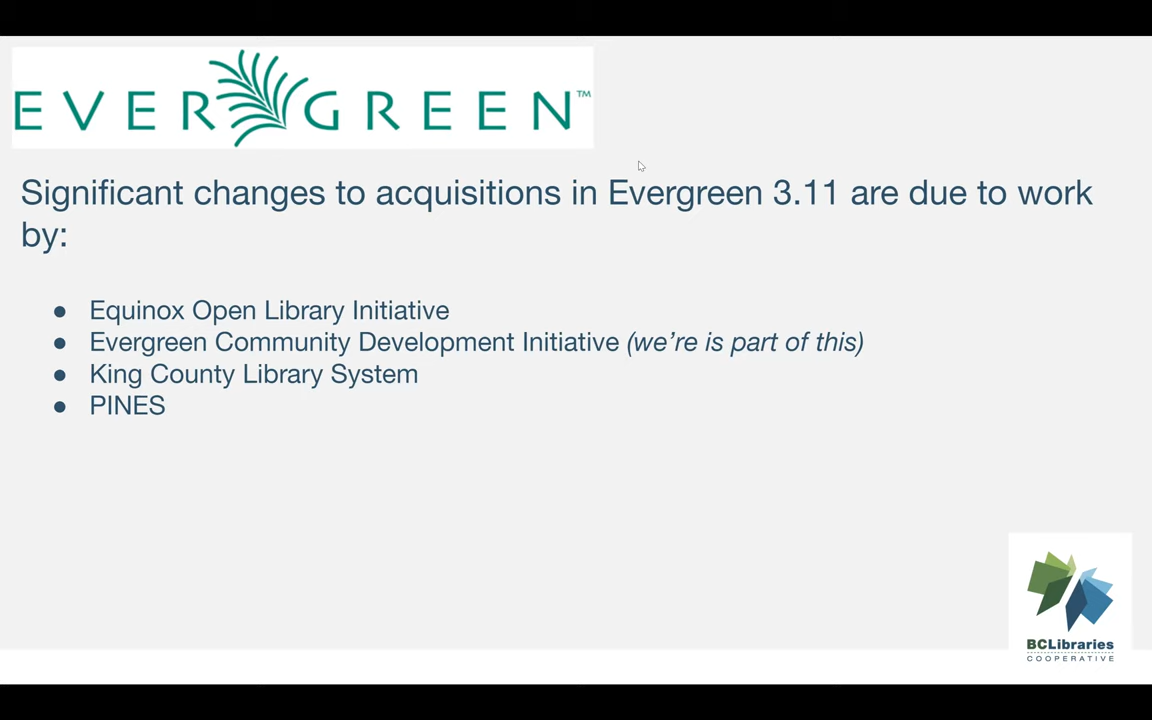 EVERGREEN™
Significant changes to acquisitions in Evergreen 3.11 are due to work
by:
● Equinox Open Library Initiative
● Evergreen Community Development Initiative (we’re is part of this)
● King County Library System
● PINES
BCLibraries
COOPERATIVE